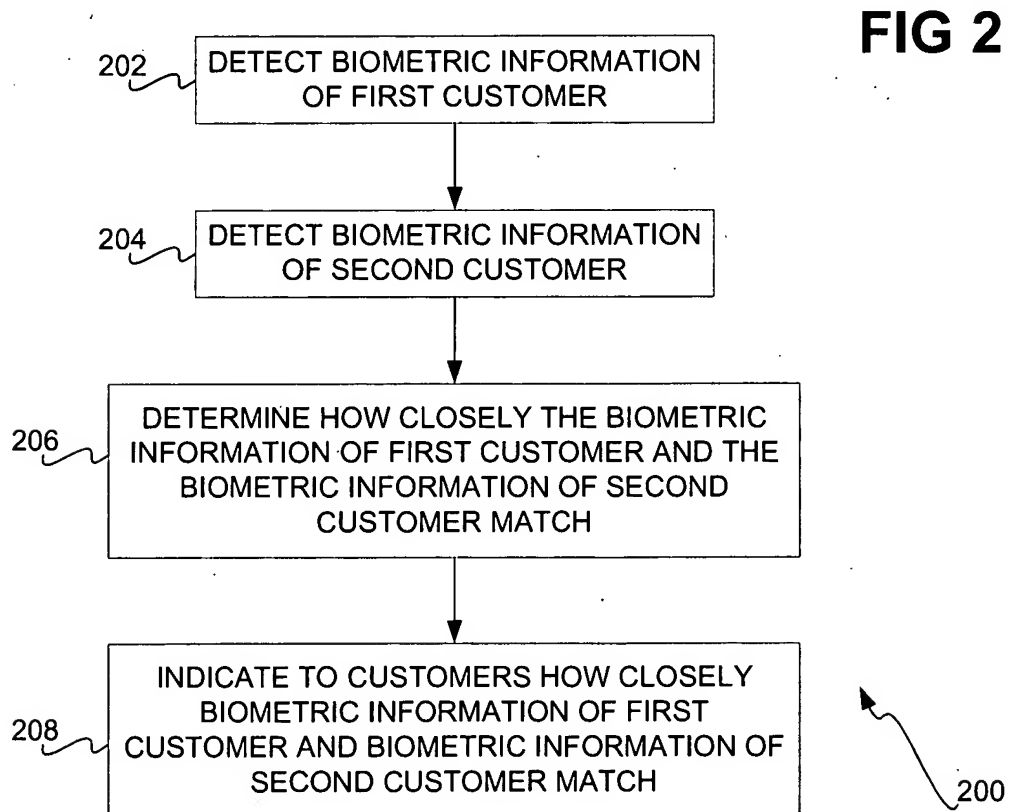 FIG 2
202
DETECT BIOMETRIC INFORMATION
OF FIRST CUSTOMER
204
DETECT BIOMETRIC INFORMATION
OF SECOND CUSTOMER
206
DETERMINE HOW CLOSELY THE BIOMETRIC
INFORMATION OF FIRST CUSTOMER AND THE
BIOMETRIC INFORMATION OF SECOND
CUSTOMER MATCH
208
INDICATE TO CUSTOMERS HOW CLOSELY
BIOMETRIC INFORMATION OF FIRST
CUSTOMER AND BIOMETRIC INFORMATION OF
SECOND CUSTOMER MATCH
200